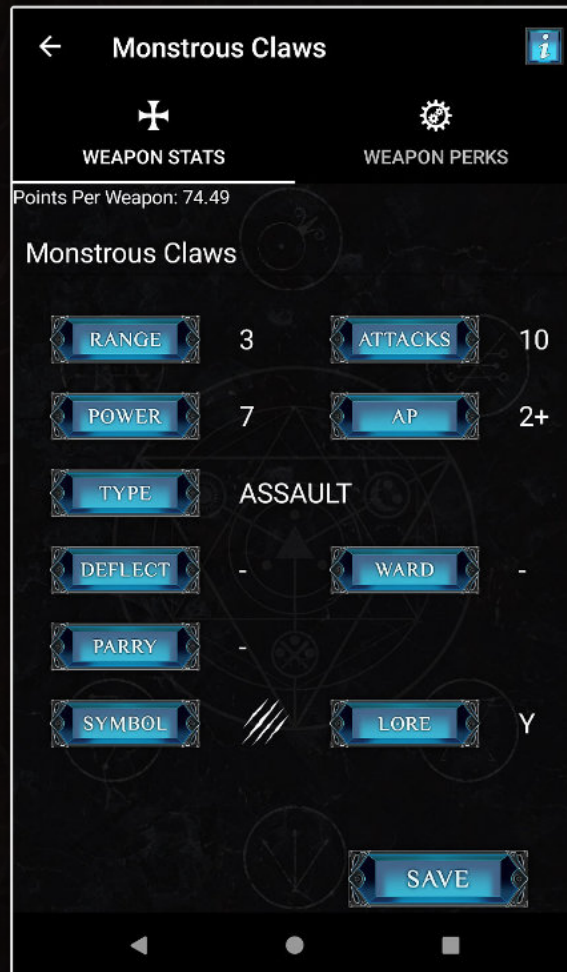 Monstrous Claws
i
WEAPON STATS WEAPON PERKS
Points Per Weapon: 74.49
Monstrous Claws
RANGE 3 ATTACKS 10
POWER 7 AP 2+
TYPE ASSAULT
DEFLECT - WARD -
PARRY -
SYMBOL LORE Y
SAVE